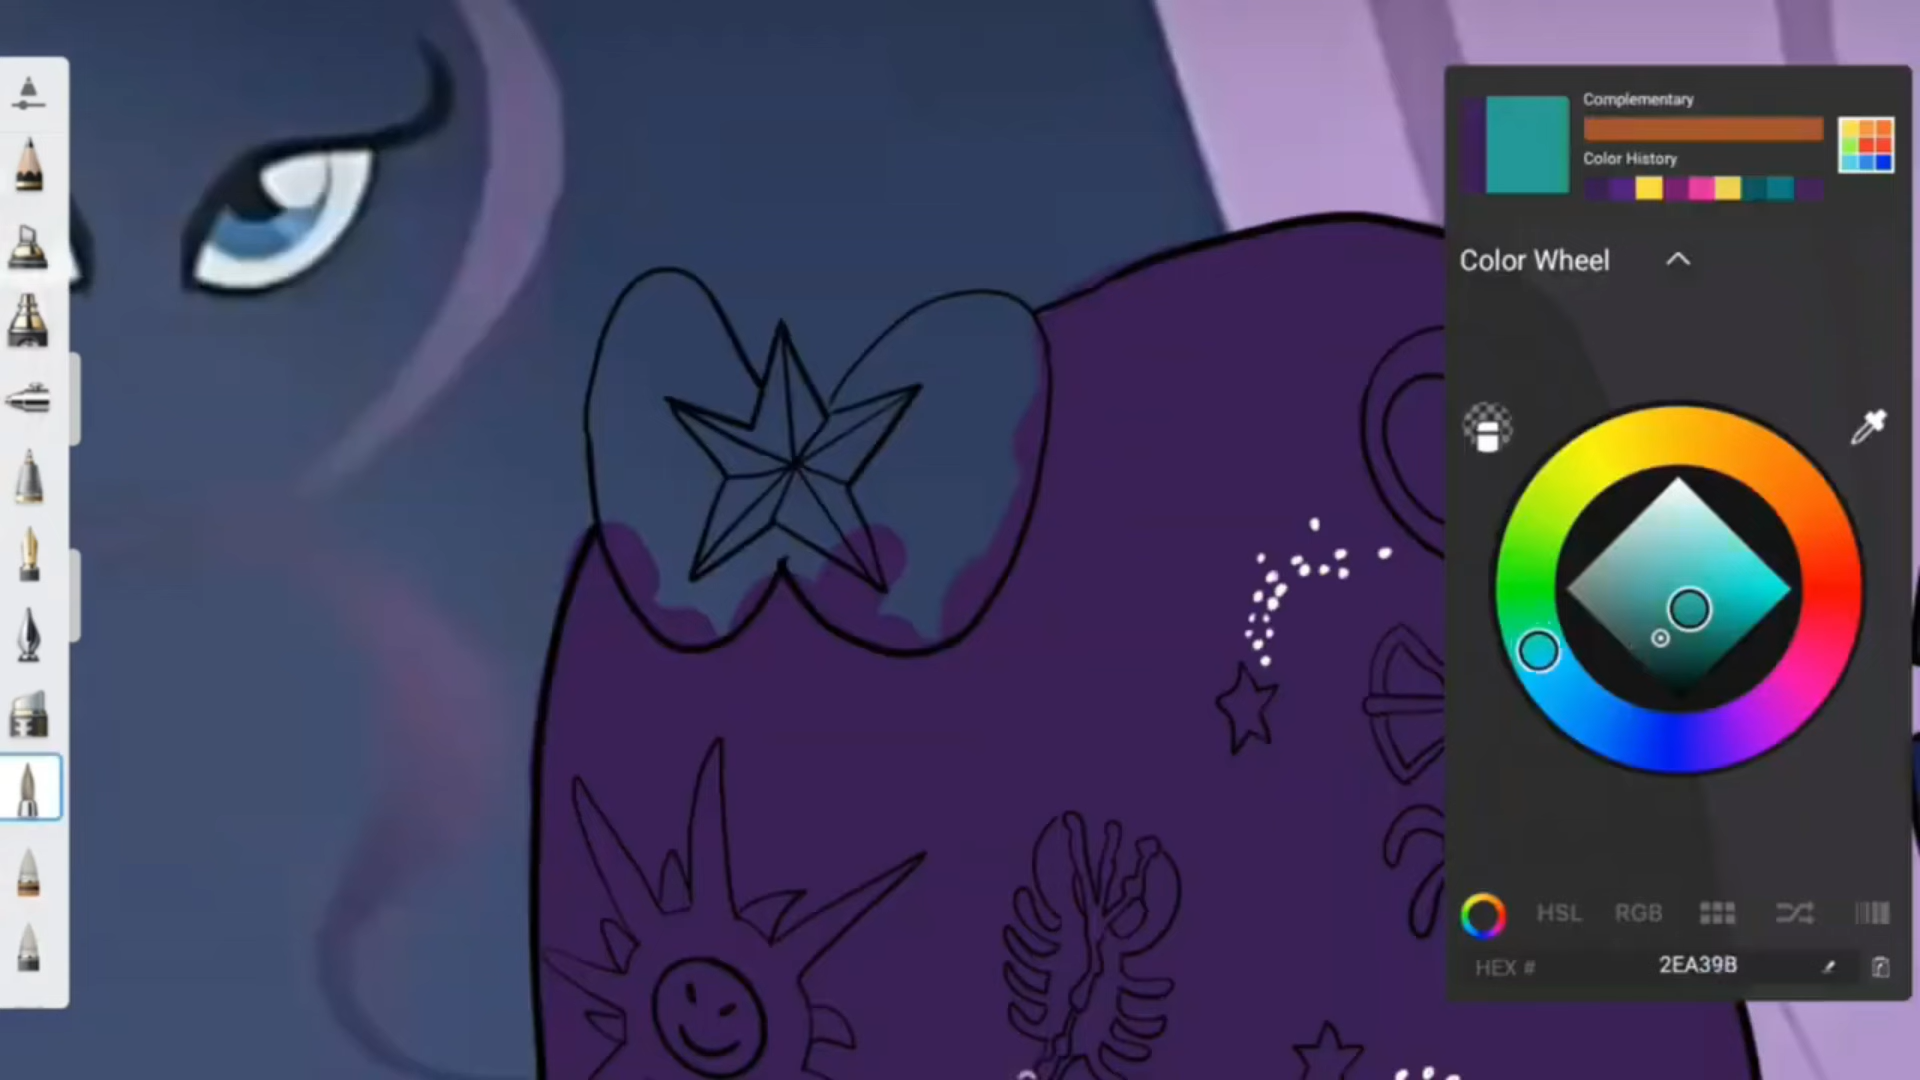 Complementary
Color History
Color Wheel
HSL RGB
HEX # 2EA39B